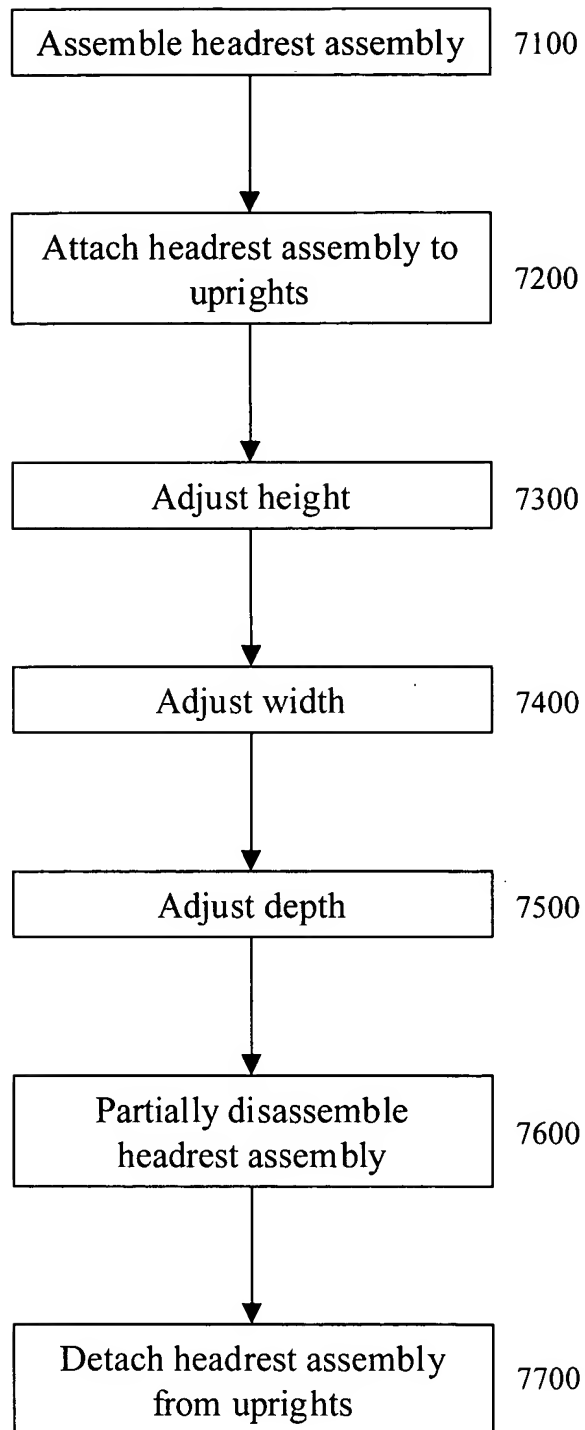 Assemble headrest assembly 7100
Attach headrest assembly to
uprights
7200
Adjust height 7300
Adjust width 7400
Adjust depth 7500
Partially disassemble
headrest assembly
7600
Detach headrest assembly
from uprights
7700